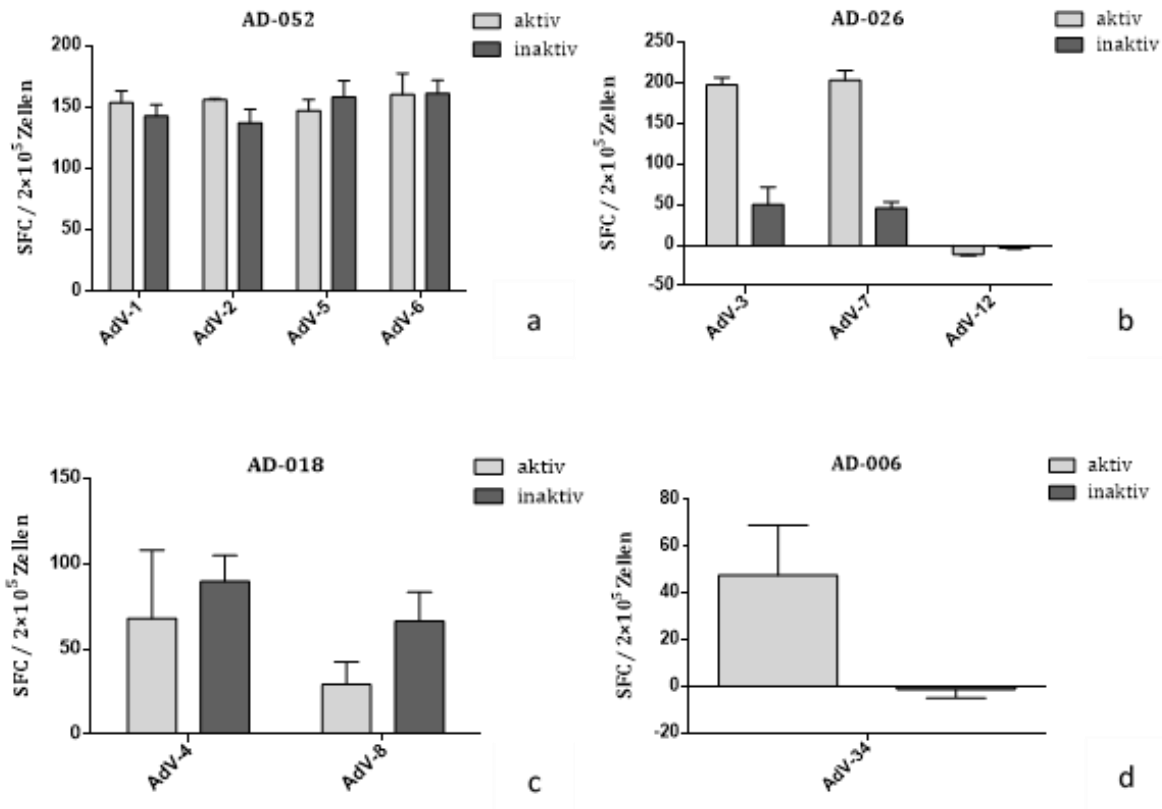 AD-052
aktiv
inaktiv
SFC / 2×10⁵ Zellen
200
150
100
50
0
AdV-1
AdV-2
AdV-5
AdV-6
a
AD-026
aktiv
inaktiv
SFC / 2×10⁵ Zellen
250
200
150
100
50
0
-50
AdV-3
AdV-7
AdV-12
b
AD-018
aktiv
inaktiv
SFC / 2×10⁵ Zellen
150
100
50
0
AdV-4
AdV-8
c
AD-006
aktiv
inaktiv
SFC / 2×10⁵ Zellen
80
60
40
20
0
-20
AdV-34
d